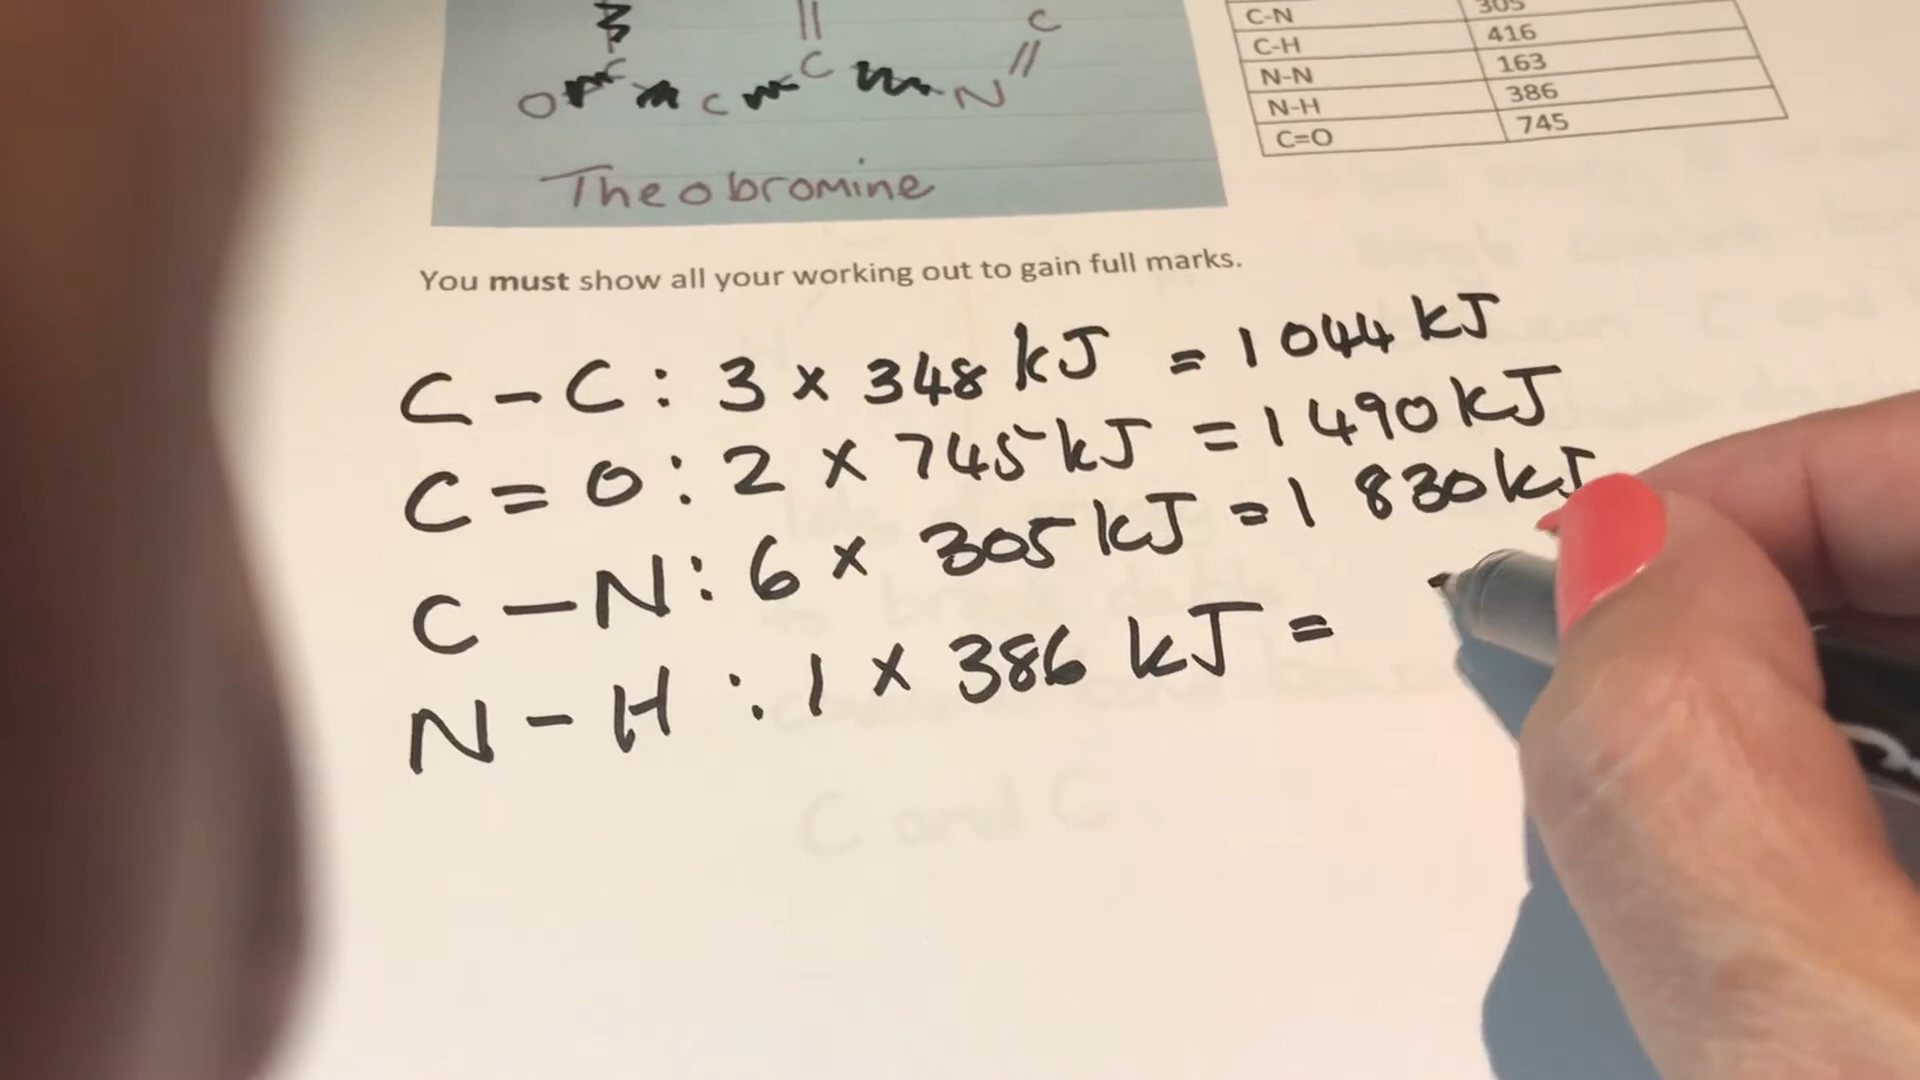 C
C
C
O
C
N
Theobromine
C-N 305
C-H 416
N-N 163
N-H 386
C=O 745
You must show all your working out to gain full marks.
C-C: 3 x 348 kJ = 1044 kJ
C=O: 2 x 745 kJ = 1490 kJ
C-N: 6 x 305 kJ = 1830 kJ
N-H: 1 x 386 kJ =
C and C